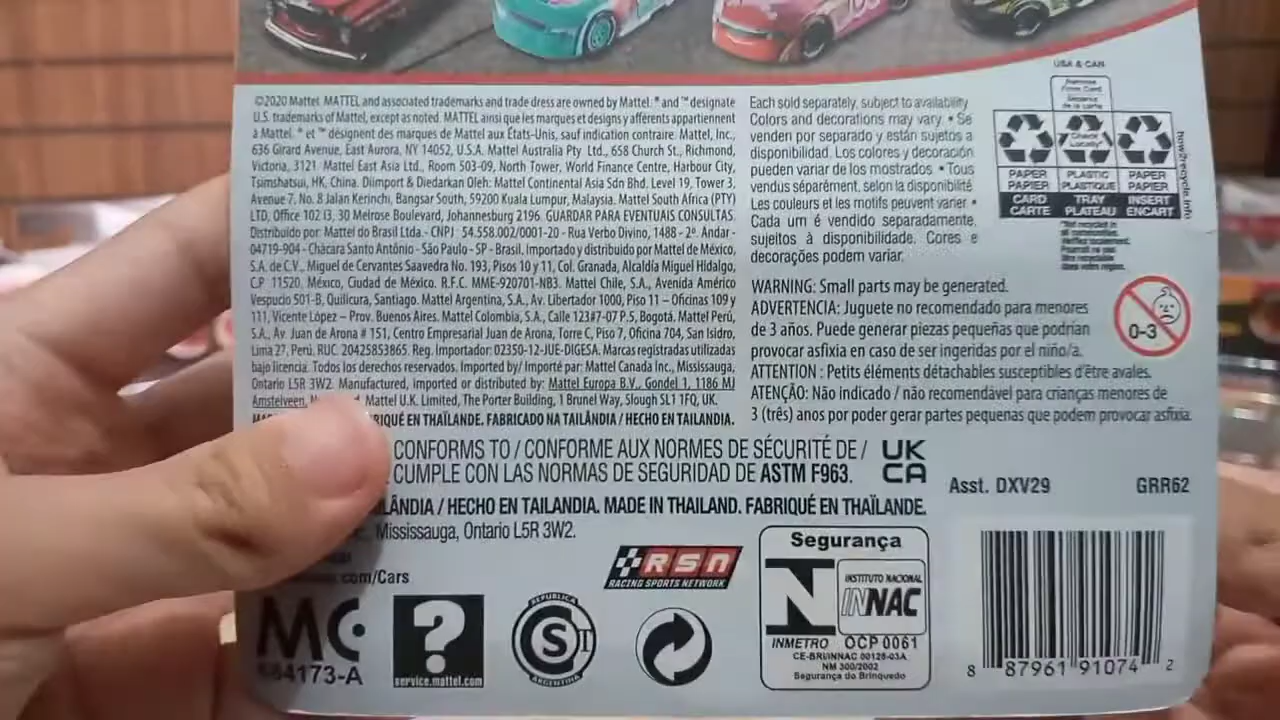 ©2020 Mattel. MATTEL and associated trademarks and trade dress are owned by Mattel. ® and ™ designate
U.S. trademarks of Mattel, except as noted. MATTEL ainsi que les marques et designs y afférents appartiennent
à Mattel. ® et ™ désignent des marques de Mattel aux États-Unis, sauf indication contraire. Mattel, Inc.,
636 Girard Avenue, East Aurora, NY 14052, U.S.A. Mattel Australia Pty. Ltd., 658 Church St., Richmond,
Victoria, 3121 Mattel East Asia Ltd., Room 503-09, North Tower, World Finance Centre, Harbour City,
Tsimshatsui, HK, China. Diimport & Diedarkan Oleh: Mattel Continental Asia Sdn Bhd. Level 19, Tower 3,
Avenue 7, No. 8 Jalan Kerinchi, Bangsar South, 59200 Kuala Lumpur, Malaysia. Mattel South Africa (PTY)
LTD, Office 102 I3, 30 Melrose Boulevard, Johannesburg 2196. GUARDAR PARA EVENTUAIS CONSULTAS.
Distribuido por: Mattel do Brasil Ltda.- CNPJ : 54.558.002/0001-20 - Rua Verbo Divino, 1488 - 2º. Andar -
04719-904 - Chácara Santo Antônio - São Paulo - SP - Brasil. Importado y distribuido por Mattel de México,
S.A. de C.V., Miguel de Cervantes Saavedra No. 193, Pisos 10 y 11, Col. Granada, Alcaldía Miguel Hidalgo,
C.P. 11520, México, Ciudad de México. R.F.C. MME-920701-NB3. Mattel Chile, S.A., Avenida Américo
Vespucio 501-B, Quilicura, Santiago. Mattel Argentina, S.A., Av. Libertador 1000, Piso 11 – Oficinas 109 y
111, Vicente López – Prov. Buenos Aires. Mattel Colombia, S.A., Calle 123#7-07 P.5, Bogotá. Mattel Perú,
S.A., Av. Juan de Arona # 151, Centro Empresarial Juan de Arona, Torre C, Piso 7, Oficina 704, San Isidro,
Lima 27, Perú. RUC. 20425853865. Reg. Importador: 02350-12-JUE-DIGESA. Marcas registradas utilizadas
bajo licencia. Todos los derechos reservados. Imported by/ Importé par: Mattel Canada Inc., Mississauga,
Ontario L5R 3W2. Manufactured, imported or distributed by: Mattel Europa B.V., Gondel 1, 1186 MJ
Amstelveen, Mattel U.K. Limited, The Porter Building, 1 Brunel Way, Slough SL1 1FQ, UK.
RIQUÉ EN THAÏLANDE. FABRICADO NA TAILÂNDIA / HECHO EN TAILANDIA.
CONFORMS TO / CONFORME AUX NORMES DE SÉCURITÉ DE /
CUMPLE CON LAS NORMAS DE SEGURIDAD DE ASTM F963.
UK
CA
LÂNDIA / HECHO EN TAILANDIA. MADE IN THAILAND. FABRIQUÉ EN THAÏLANDE.
Mississauga, Ontario L5R 3W2.
.com/Cars
Each sold separately, subject to availability
Colors and decorations may vary. • Se
venden por separado y están sujetos a
disponibilidad. Los colores y decoración
pueden variar de los mostrados. • Tous
vendus séparément, selon la disponibilité.
Les couleurs et les motifs peuvent varier •
Cada um é vendido separadamente,
sujeitos à disponibilidade. Cores e
decorações podem variar.
USA & CAN
Remove
From Card
Séparez
de la carte
Check
Locally*
PAPER
PAPIER
CARD
CARTE
PLASTIC
PLASTIQUE
TRAY
PLATEAU
PAPER
PAPIER
INSERT
ENCART
how2recycle.info
WARNING: Small parts may be generated.
ADVERTENCIA: Juguete no recomendado para menores
de 3 años. Puede generar piezas pequeñas que podrían
provocar asfixia en caso de ser ingeridas por el niño/a.
ATTENTION : Petits éléments détachables susceptibles d'être avales.
ATENÇÃO: Não indicado / não recomendável para crianças menores de
3 (três) anos por poder gerar partes pequenas que podem provocar asfixia.
0-3
Asst. DXV29
GRR62
RSN
RACING SPORTS NETWORK
MC
84173-A
?
service.mattel.com
REPUBLICA
S
ARGENTINA
Segurança
N
INMETRO
INSTITUTO NACIONAL
INNAC
OCP 0061
CE-BR/INNAC 00125-03A
NM 300/2002
Segurança do Brinquedo
8 87961 91074 2